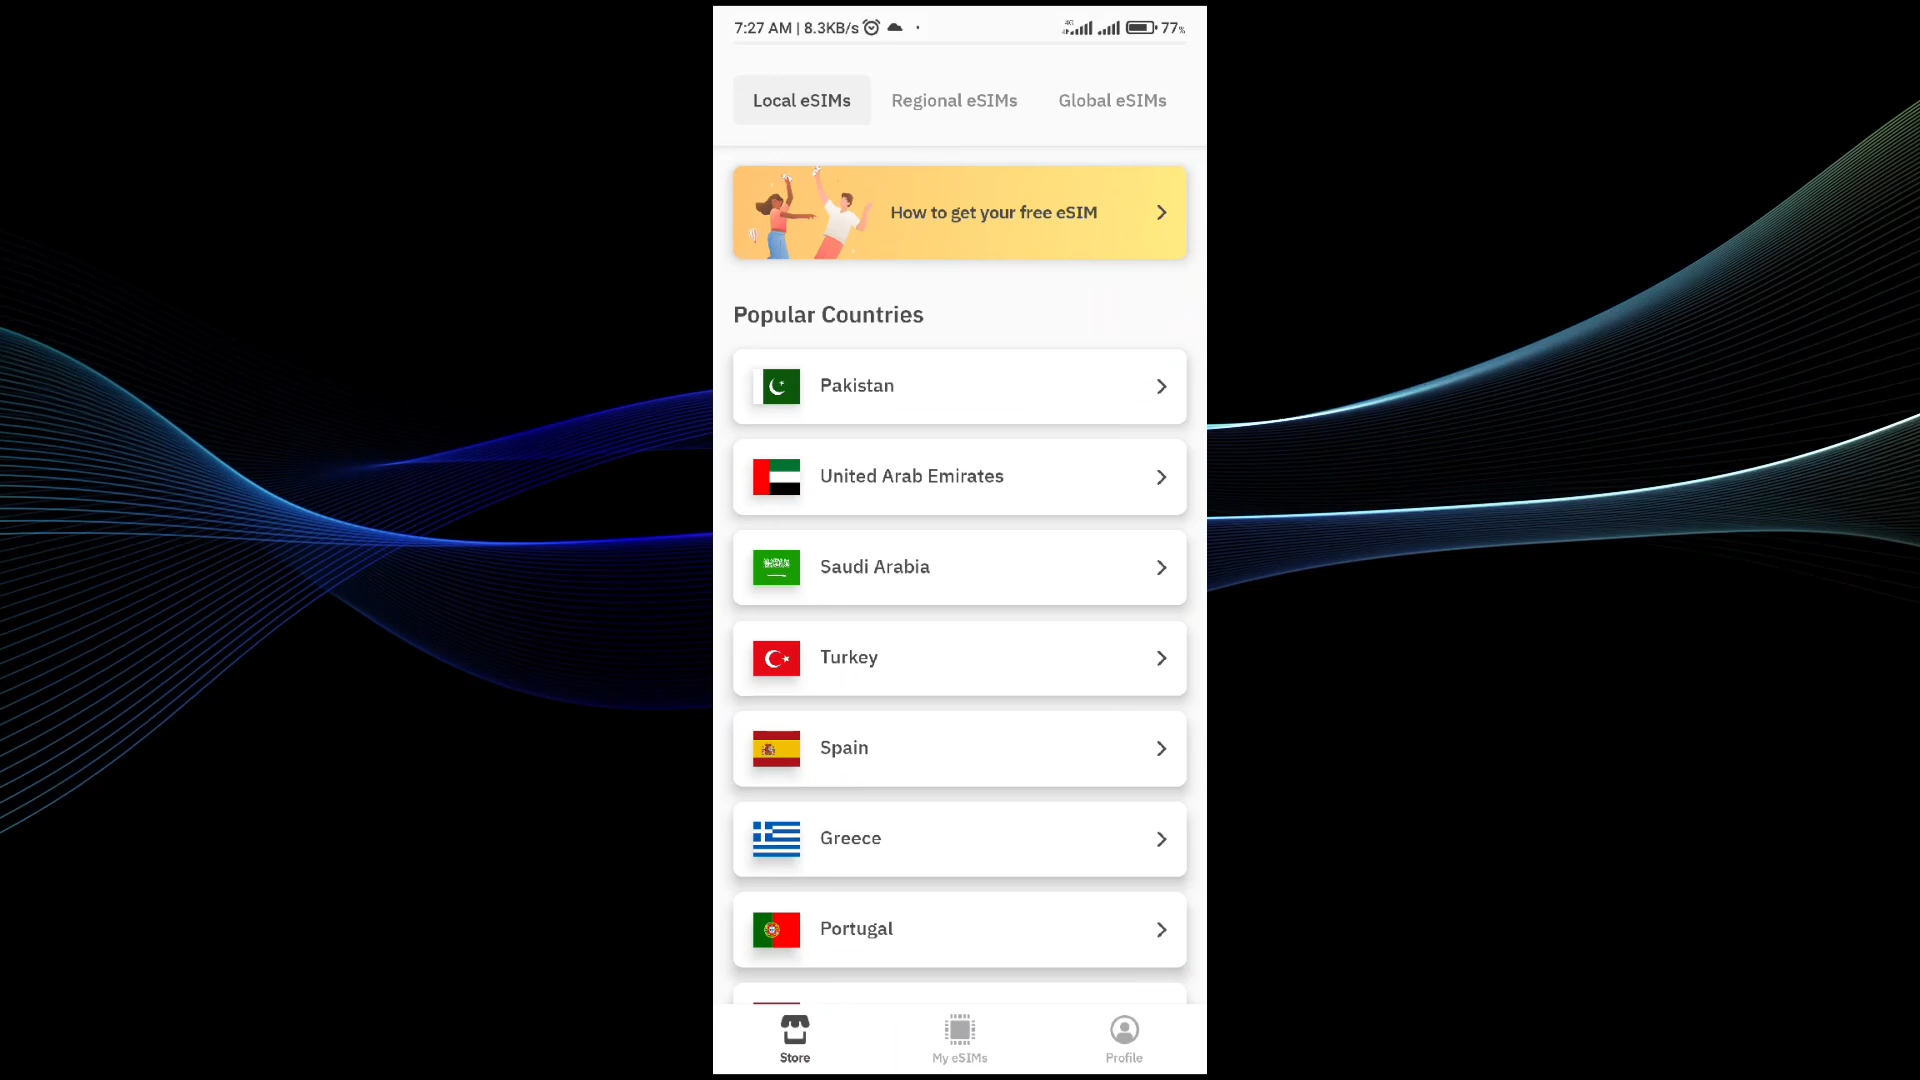 7:27 AM | 8.3KB/s
77%
Local eSIMs
Regional eSIMs
Global eSIMs
How to get your free eSIM
Popular Countries
Pakistan
United Arab Emirates
Saudi Arabia
Turkey
Spain
Greece
Portugal
Store
My eSIMs
Profile